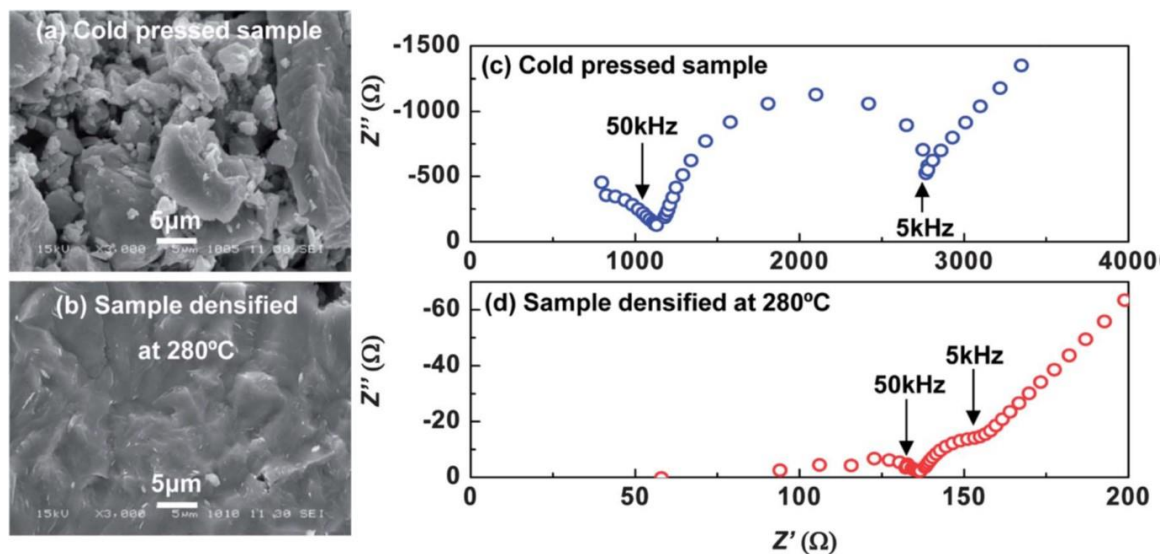 (a) Cold pressed sample
5µm
15kV ×3,000 5µm 1005 11 30 SEI
(b) Sample densified
at 280ºC
5µm
15kV ×3,000 5µm 1010 11 30 SEI
(c) Cold pressed sample
-1500
-1000
-500
0
Z'' (Ω)
50kHz
5kHz
0 1000 2000 3000 4000
(d) Sample densified at 280ºC
-60
-40
-20
0
Z'' (Ω)
50kHz
5kHz
0 50 100 150 200
Z' (Ω)